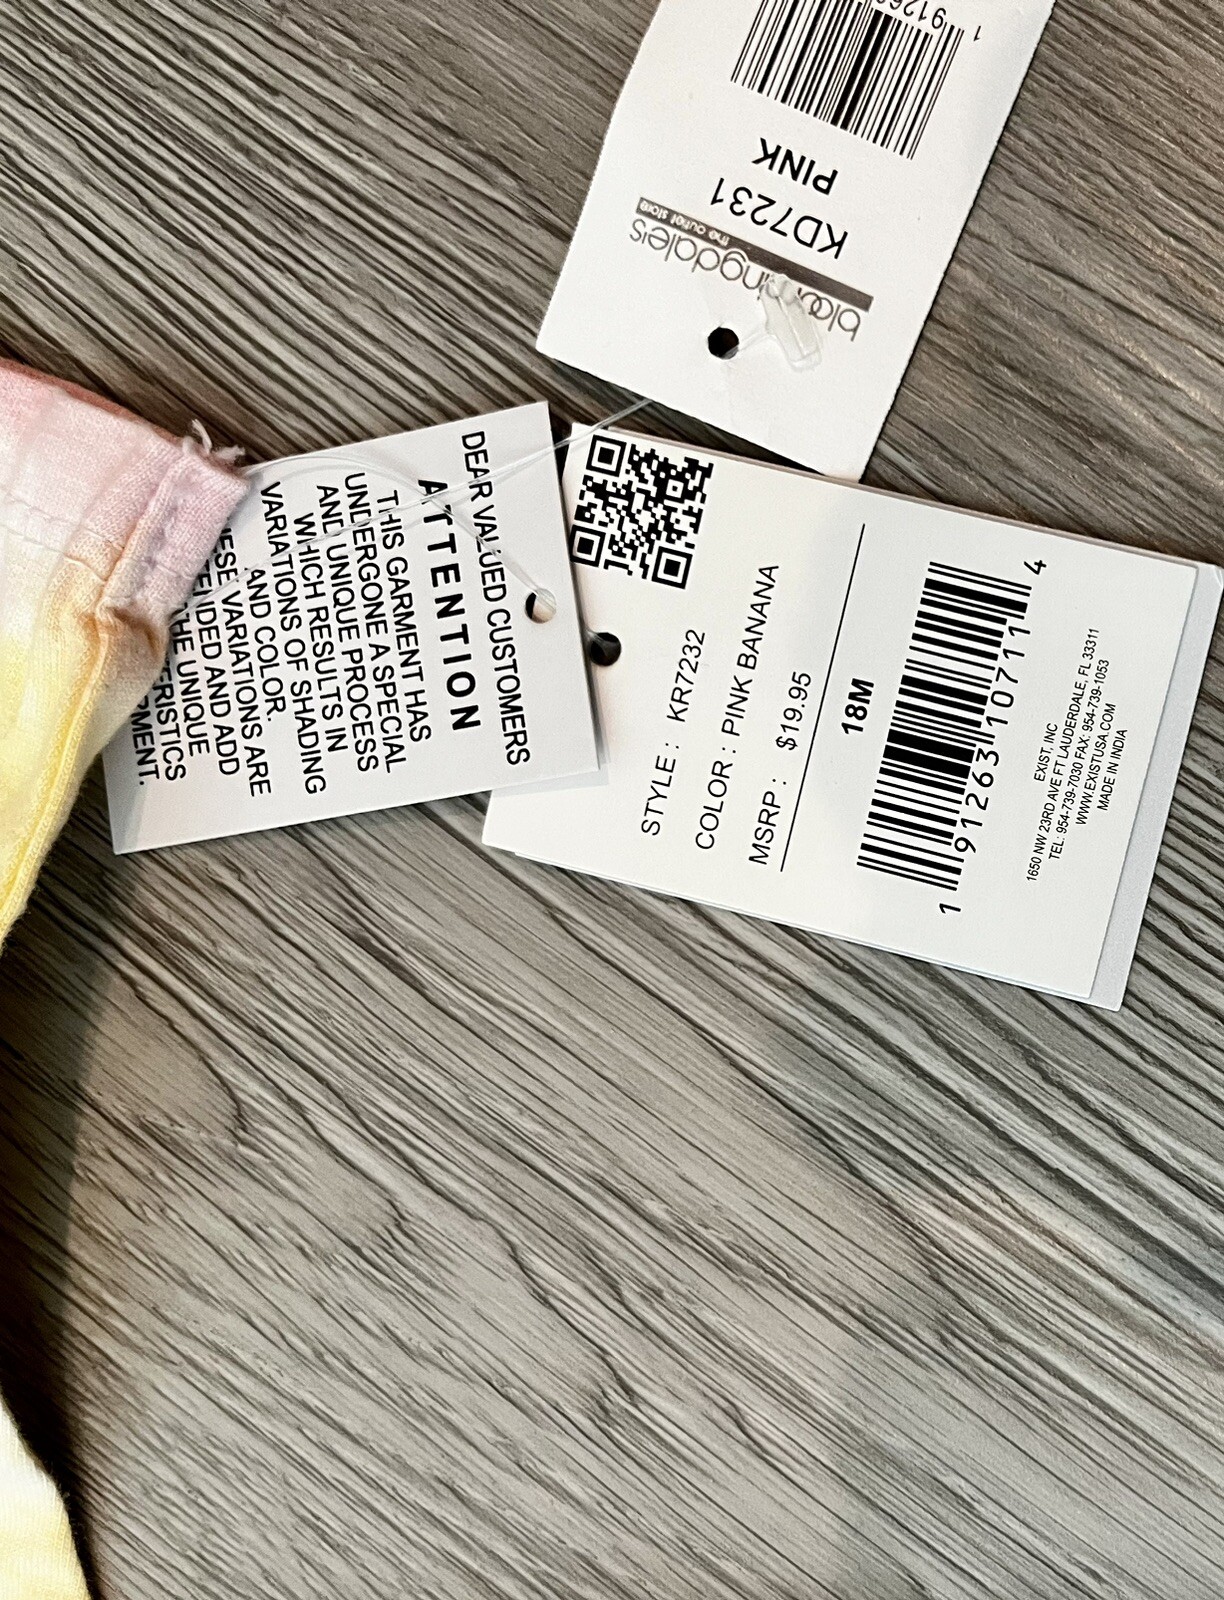 bloomingdale's
the outlet store
KD7231
PINK
1
DEAR VALUED CUSTOMERS
ATTENTION
THIS GARMENT HAS
UNDERGONE A SPECIAL
AND UNIQUE PROCESS
WHICH RESULTS IN
VARIATIONS OF SHADING
AND COLOR.
VARIATIONS ARE
AND ADD
THE UNIQUE
STYLE : KR7232
COLOR : PINK BANANA
MSRP : $19.95
18M
1 91263 10711 4
EXIST, INC
1650 NW 23RD AVE FT LAUDERDALE, FL 33311
TEL: 954-739-7030 FAX: 954-739-1053
WWW.EXISTUSA.COM
MADE IN INDIA